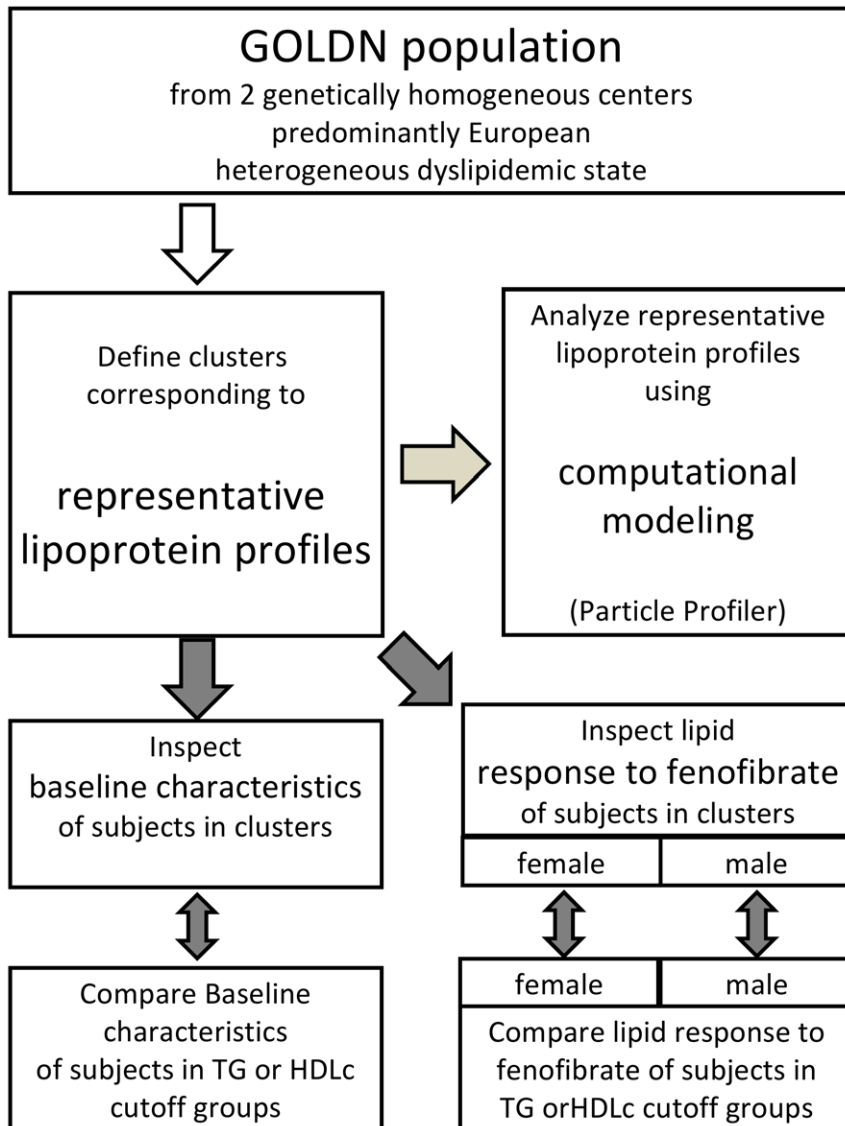 GOLDN population
from 2 genetically homogeneous centers
predominantly European
heterogeneous dyslipidemic state
Define clusters
corresponding to
representative
lipoprotein profiles
Analyze representative
lipoprotein profiles
using
computational
modeling
(Particle Profiler)
Inspect
baseline characteristics
of subjects in clusters
Inspect lipid
response to fenofibrate
of subjects in clusters
female
male
Compare Baseline
characteristics
of subjects in TG or HDLc
cutoff groups
female
male
Compare lipid response to
fenofibrate of subjects in
TG orHDLc cutoff groups